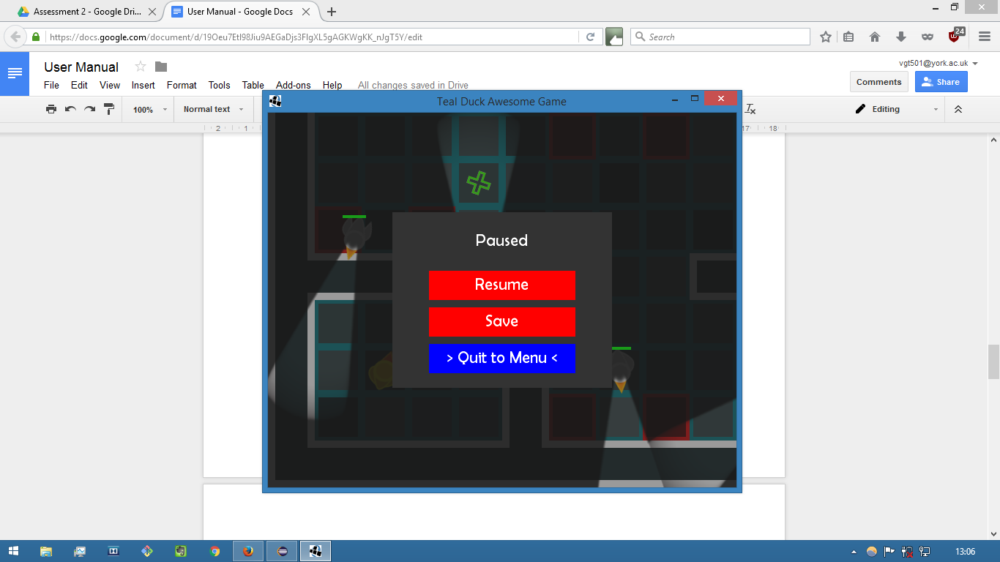 Assessment 2 - Google Dri...
User Manual - Google Docs
https://docs.google.com/document/d/19Oeu7EtI98Jiu9AEGaDjs3FIgXL5gAGKWgKK_nJgT5Y/edit
Search
24
User Manual
vgt501@york.ac.uk
File Edit View Insert Format Tools Table Add-ons Help All changes saved in Drive
Comments
Share
100%
Normal text
Teal Duck Awesome Game
Editing
2 1 17 18
Paused
Resume
Save
> Quit to Menu <
13:06